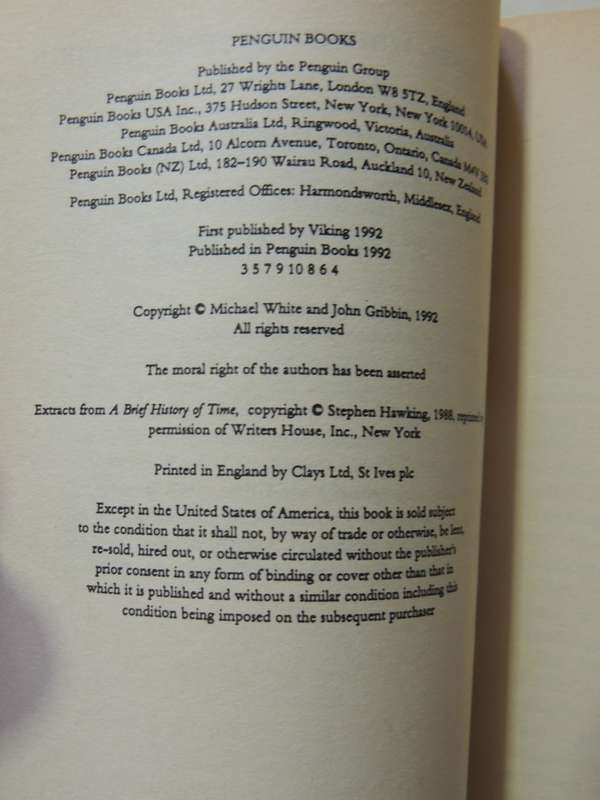 PENGUIN BOOKS
Published by the Penguin Group
Penguin Books Ltd, 27 Wrights Lane, London W8 5TZ, England
Penguin Books USA Inc., 375 Hudson Street, New York, New York 10014, USA
Penguin Books Australia Ltd, Ringwood, Victoria, Australia
Penguin Books Canada Ltd, 10 Alcorn Avenue, Toronto, Ontario, Canada M4V
Penguin Books (NZ) Ltd, 182–190 Wairau Road, Auckland 10, New Zealand
Penguin Books Ltd, Registered Offices: Harmondsworth, Middlesex, England
First published by Viking 1992
Published in Penguin Books 1992
3 5 7 9 10 8 6 4
Copyright © Michael White and John Gribbin, 1992
All rights reserved
The moral right of the authors has been asserted
Extracts from A Brief History of Time, copyright © Stephen Hawking, 1988,
permission of Writers House, Inc., New York
Printed in England by Clays Ltd, St Ives plc
Except in the United States of America, this book is sold subject
to the condition that it shall not, by way of trade or otherwise, be lent,
re-sold, hired out, or otherwise circulated without the publisher's
prior consent in any form of binding or cover other than that in
which it is published and without a similar condition including this
condition being imposed on the subsequent purchaser